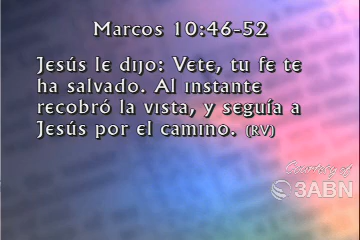 Marcos 10:46-52
Jesús le dijo: Vete, tu fe te
ha salvado. Al instante
recobró la vista, y seguía a
Jesús por el camino. (RV)
Courtesy of
3ABN